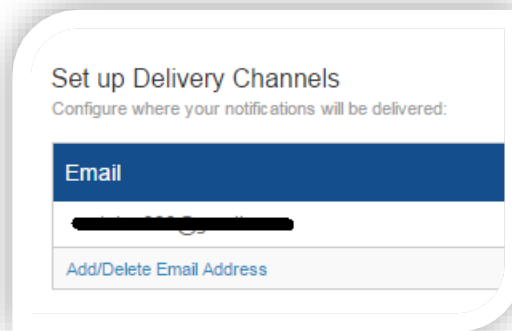 Set up Delivery Channels
Configure where your notifications will be delivered:
Email
Add/Delete Email Address